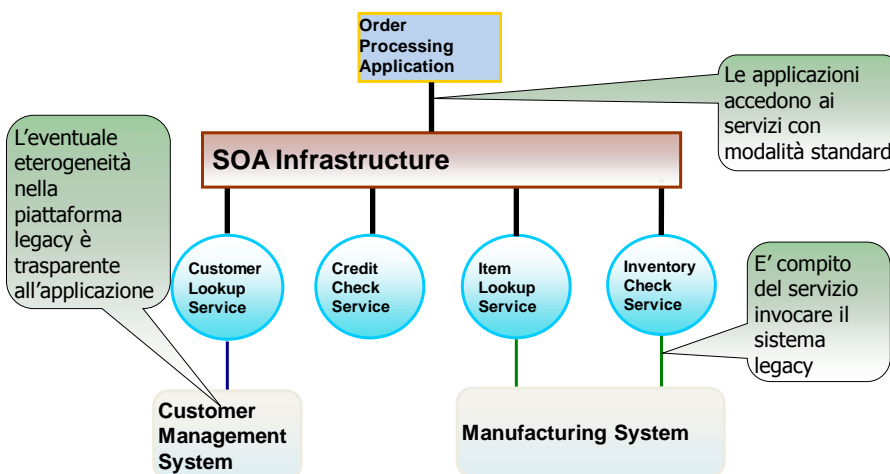 Order
Processing
Application
Le applicazioni
accedono ai
servizi con
modalità standard
L'eventuale
eterogeneità
nella
piattaforma
legacy è
trasparente
all'applicazione
SOA Infrastructure
Customer
Lookup
Service
Credit
Check
Service
Item
Lookup
Service
Inventory
Check
Service
E' compito
del servizio
invocare il
sistema
legacy
Customer
Management
System
Manufacturing System